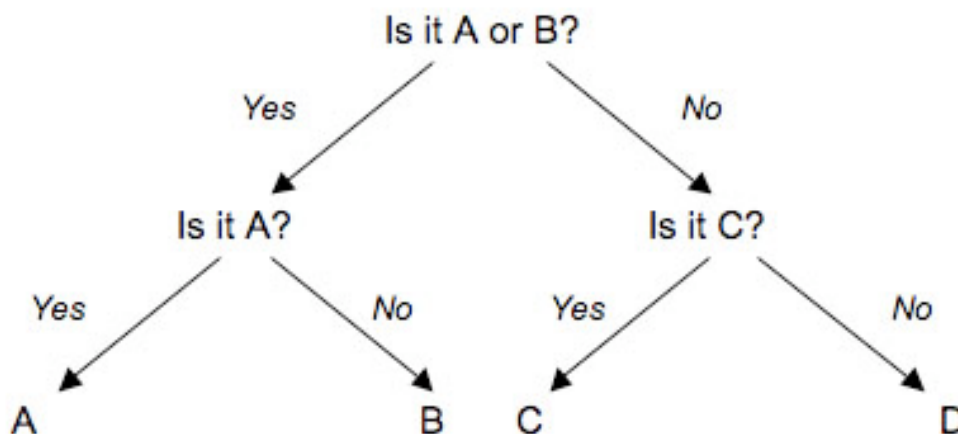 Is it A or B?
Yes
No
Is it A?
Is it C?
Yes
No
Yes
No
A
B
C
D